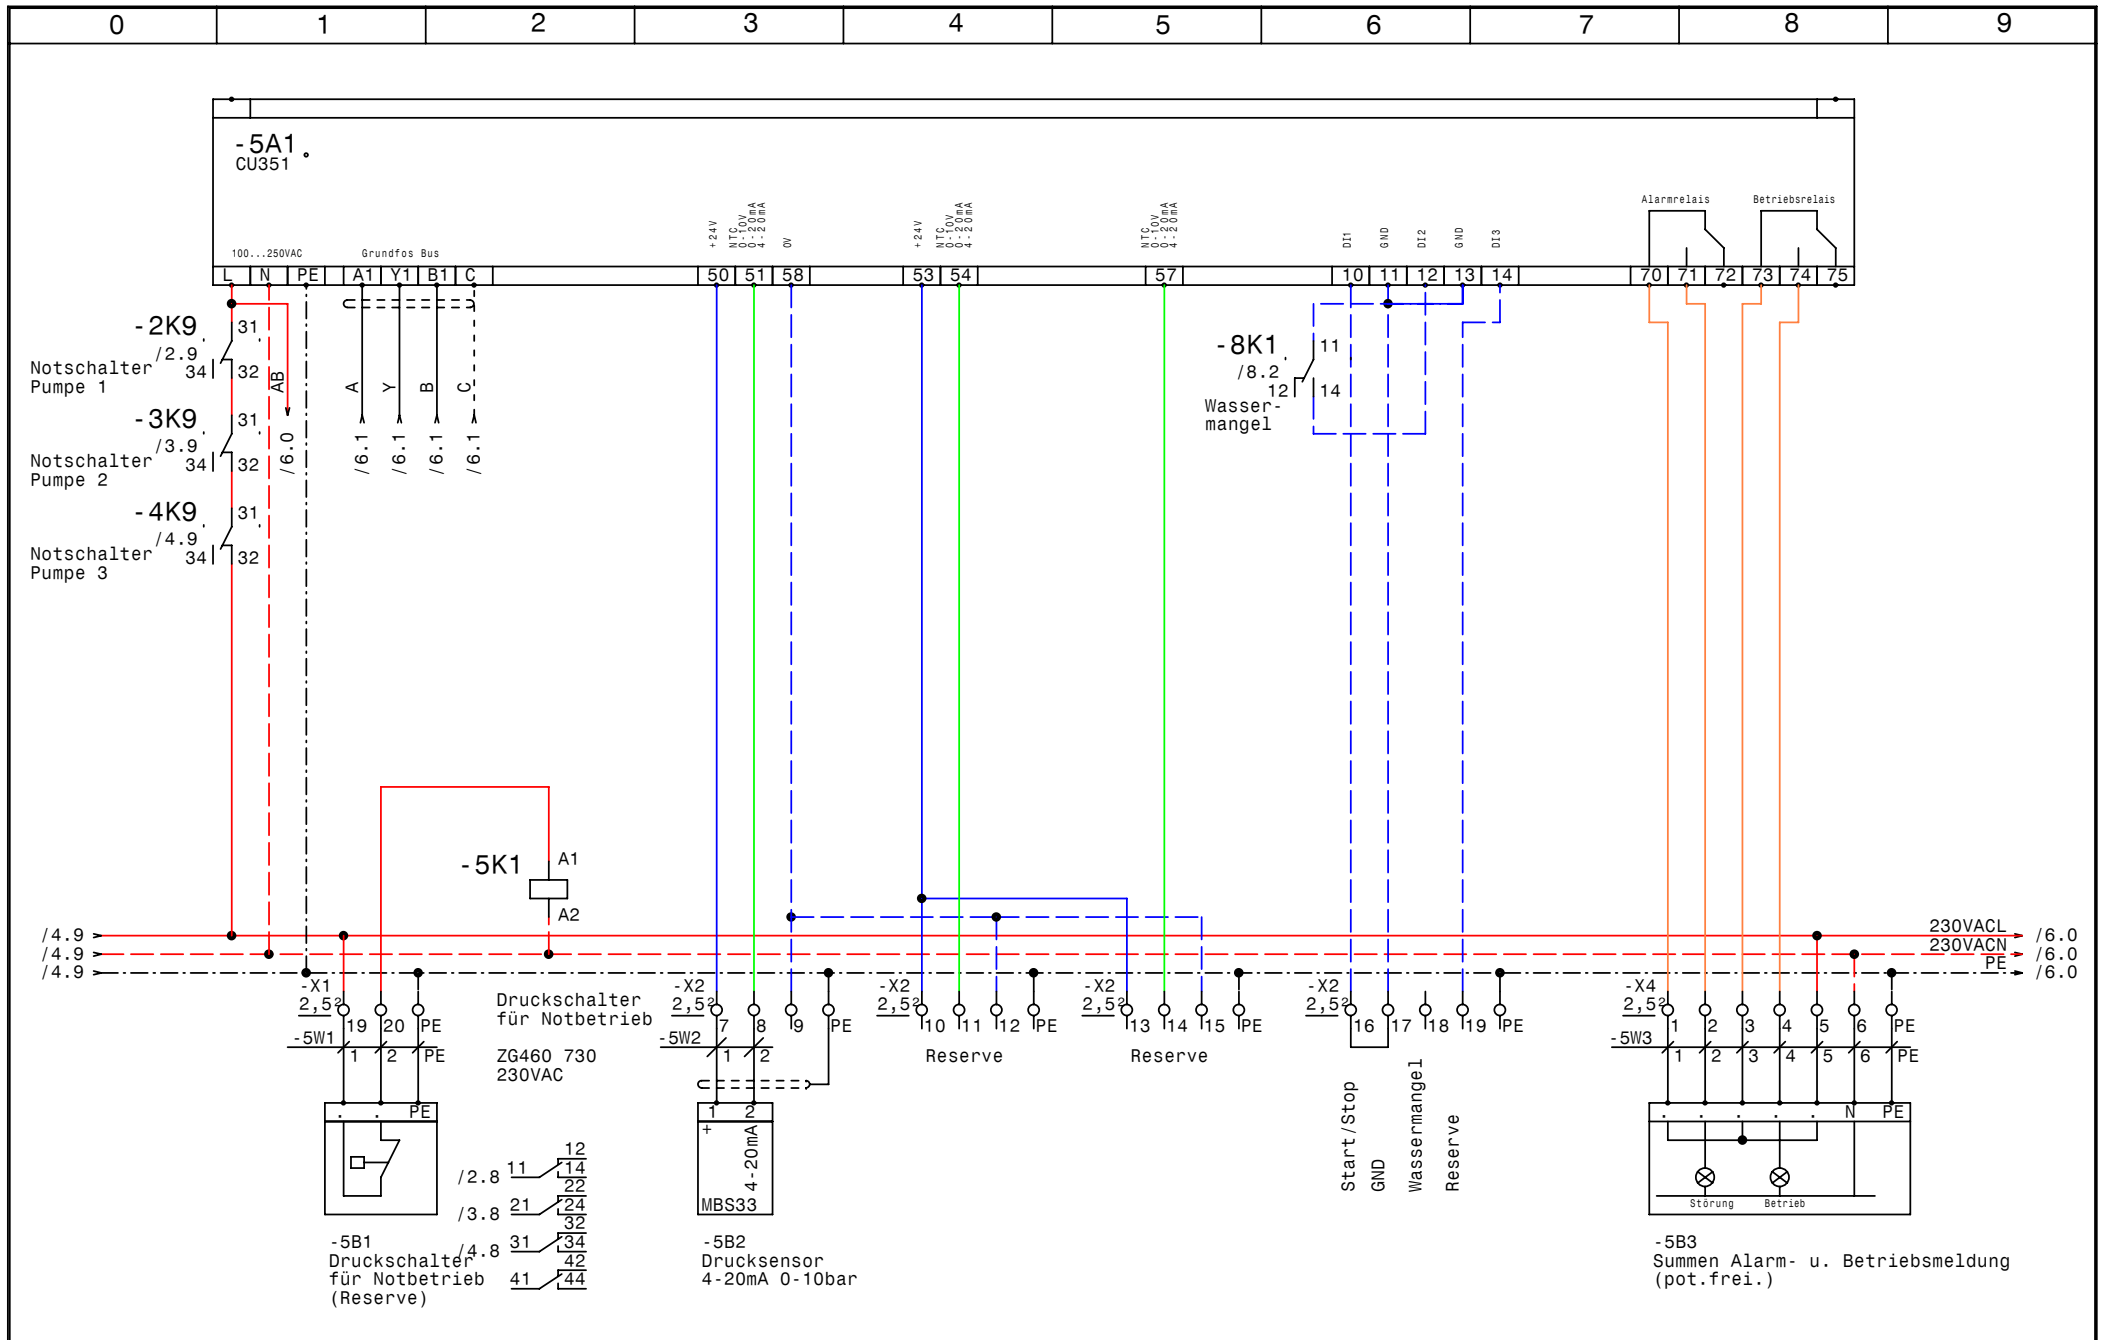 0 1 2 3 4 5 6 7 8 9
-5A1
CU351
100...250VAC
Grundfos Bus
+24V
NTC
0-10V
0-20mA
4-20mA
0V
+24V
NTC
0-10V
0-20mA
4-20mA
NTC
0-10V
0-20mA
4-20mA
DI1
GND
DI2
GND
DI3
Alarmrelais
Betriebsrelais
L N PE A1 Y1 B1 C 50 51 58 53 54 57 10 11 12 13 14 70 71 72 73 74 75
-2K9
/2.9
31
34
32
Notschalter
Pumpe 1
-3K9
/3.9
31
34
32
Notschalter
Pumpe 2
-4K9
/4.9
31
34
32
Notschalter
Pumpe 3
AB
/6.0
A
/6.1
Y
/6.1
B
/6.1
C
/6.1
-8K1
/8.2
11
12
14
Wasser-
mangel
-5K1
A1
A2
/4.9
/4.9
/4.9
230VACL
/6.0
230VACN
/6.0
PE
/6.0
-X1
2,5²
19 20 PE
-5W1
1 2 PE
Druckschalter
für Notbetrieb
ZG460 730
230VAC
-X2
2,5²
7 8 9 PE
-5W2
1 2
-X2
2,5²
10 11 12 PE
Reserve
-X2
2,5²
13 14 15 PE
Reserve
-X2
2,5²
16 17 18 19 PE
Start/Stop
GND
Wassermangel
Reserve
-X4
2,5²
1 2 3 4 5 6 PE
-5W3
1 2 3 4 5 6 PE
. . PE
-5B1
Druckschalter
für Notbetrieb
(Reserve)
/2.8
11
12
14
/3.8
21
22
24
/4.8
31
32
34
41
42
44
1 2
+
4-20mA
MBS33
-5B2
Drucksensor
4-20mA 0-10bar
. . . . . N PE
Störung
Betrieb
-5B3
Summen Alarm- u. Betriebsmeldung
(pot.frei.)